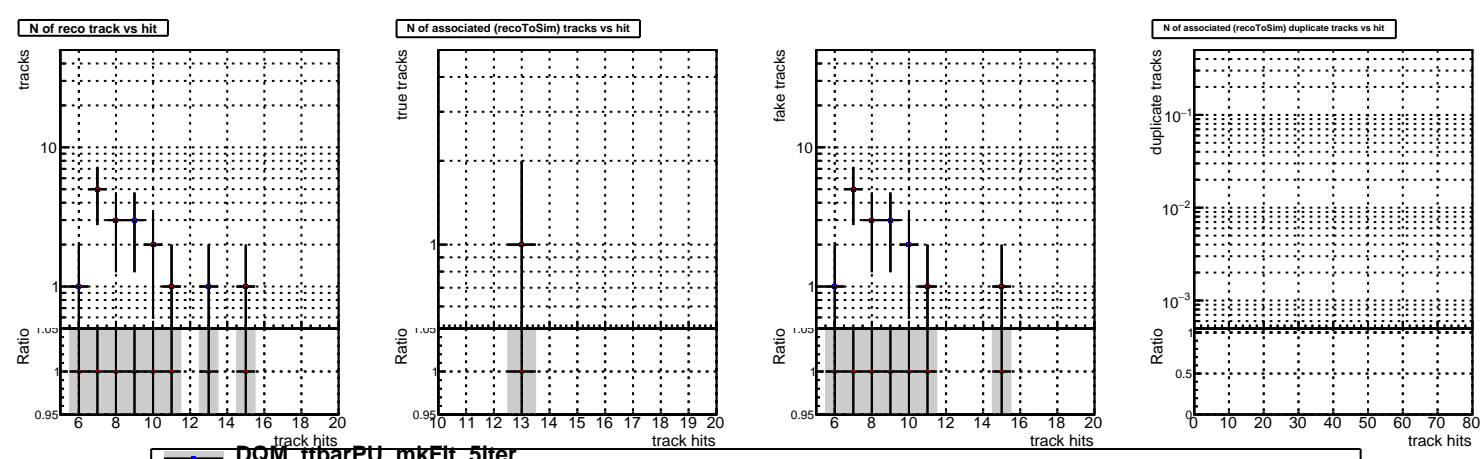 N of reco track vs hit
tracks
10
1
1.05
Ratio
1
0.95
6 8 10 12 14 16 18 20
track hits
N of associated (recoToSim) tracks vs hit
true tracks
1
1.05
Ratio
1
0.95
10 11 12 13 14 15 16 17 18 19 20
track hits
fake tracks
10
1
1.05
Ratio
1
0.95
6 8 10 12 14 16 18 20
track hits
N of associated (recoToSim) duplicate tracks vs hit
duplicate tracks
10⁻¹
10⁻²
10⁻³
Ratio
1
0.5
0
0 10 20 30 40 50 60 70 80
track hits
DQM_ttbarPU_mkFit_5iter